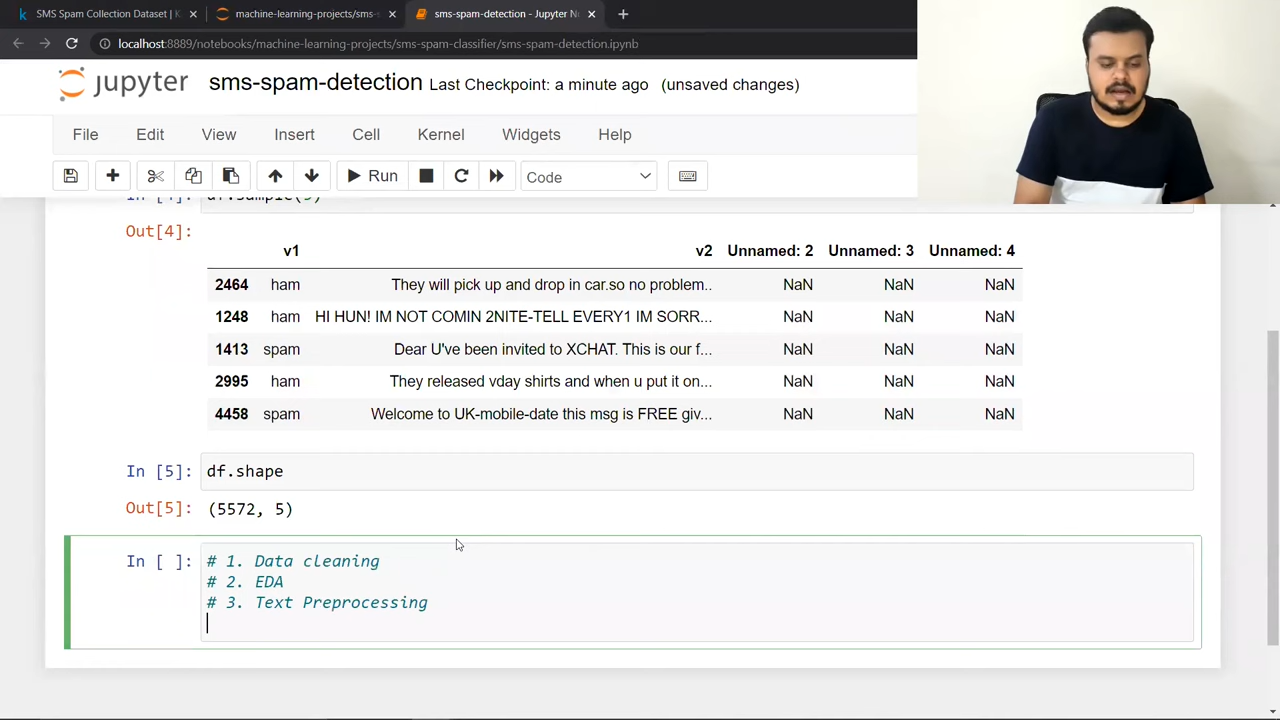 SMS Spam Collection Dataset | K
machine-learning-projects/sms-s
sms-spam-detection - Jupyter N
localhost:8889/notebooks/machine-learning-projects/sms-spam-classifier/sms-spam-detection.ipynb
jupyter sms-spam-detection Last Checkpoint: a minute ago (unsaved changes)
File Edit View Insert Cell Kernel Widgets Help
Run Code
In [4]: df.sample(5)
Out[4]:
v1 v2 Unnamed: 2 Unnamed: 3 Unnamed: 4
2464 ham They will pick up and drop in car.so no problem.. NaN NaN NaN
1248 ham HI HUN! IM NOT COMIN 2NITE-TELL EVERY1 IM SORR... NaN NaN NaN
1413 spam Dear U've been invited to XCHAT. This is our f... NaN NaN NaN
2995 ham They released vday shirts and when u put it on... NaN NaN NaN
4458 spam Welcome to UK-mobile-date this msg is FREE giv... NaN NaN NaN
In [5]: df.shape
Out[5]: (5572, 5)
In [ ]: # 1. Data cleaning
# 2. EDA
# 3. Text Preprocessing